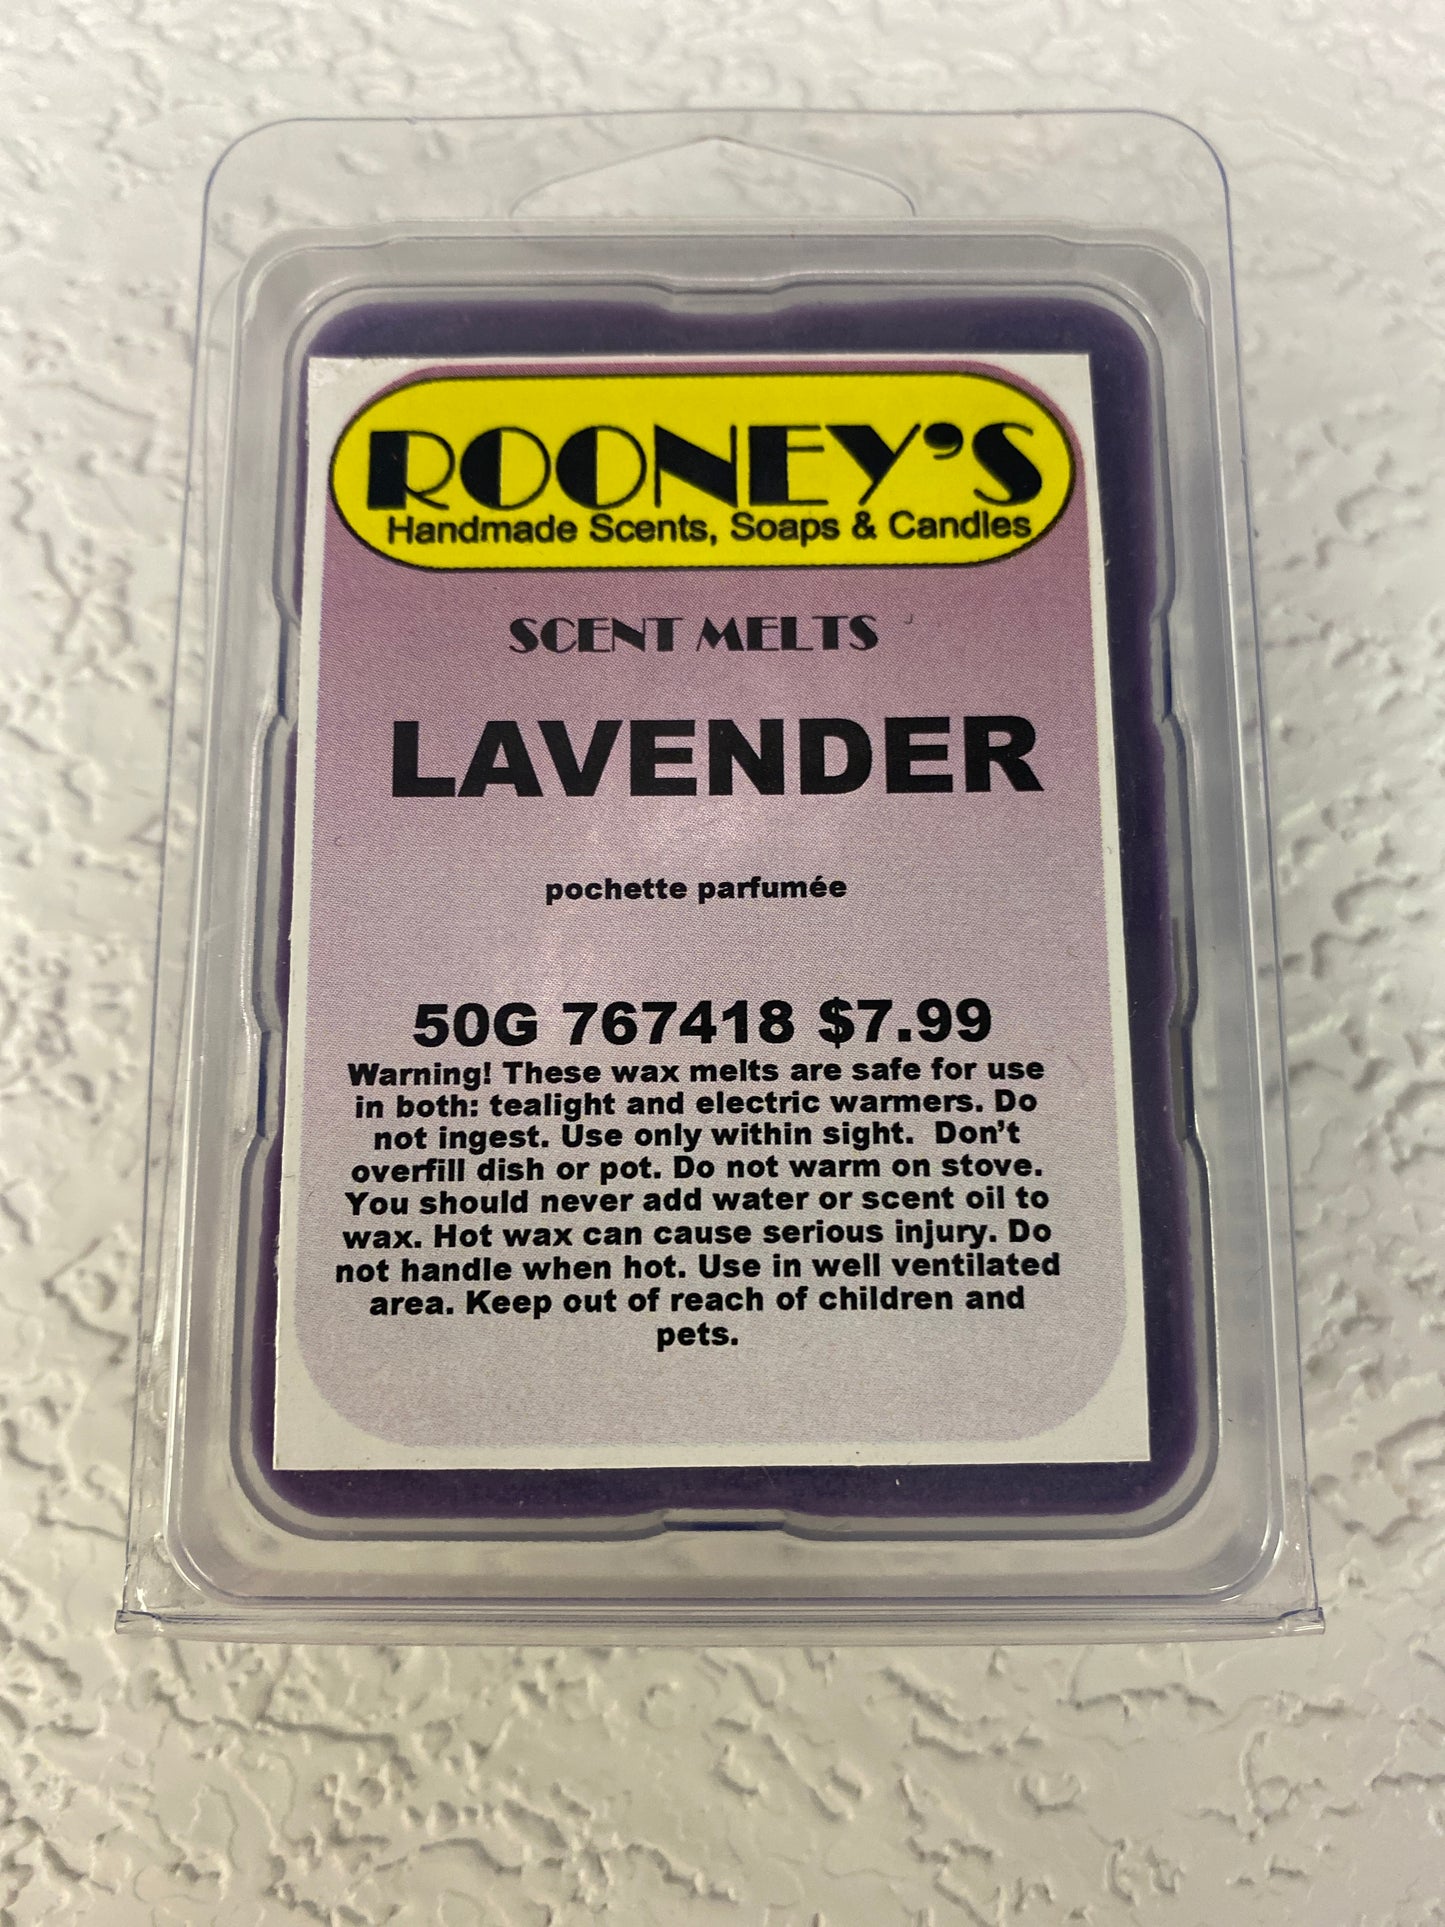 ROONEY'S
Handmade Scents, Soaps & Candles
SCENT MELTS
LAVENDER
pochette parfumée
50G 767418 $7.99
Warning! These wax melts are safe for use
in both: tealight and electric warmers. Do
not ingest. Use only within sight.  Don't
overfill dish or pot. Do not warm on stove.
You should never add water or scent oil to
wax. Hot wax can cause serious injury. Do
not handle when hot. Use in well ventilated
area. Keep out of reach of children and
pets.